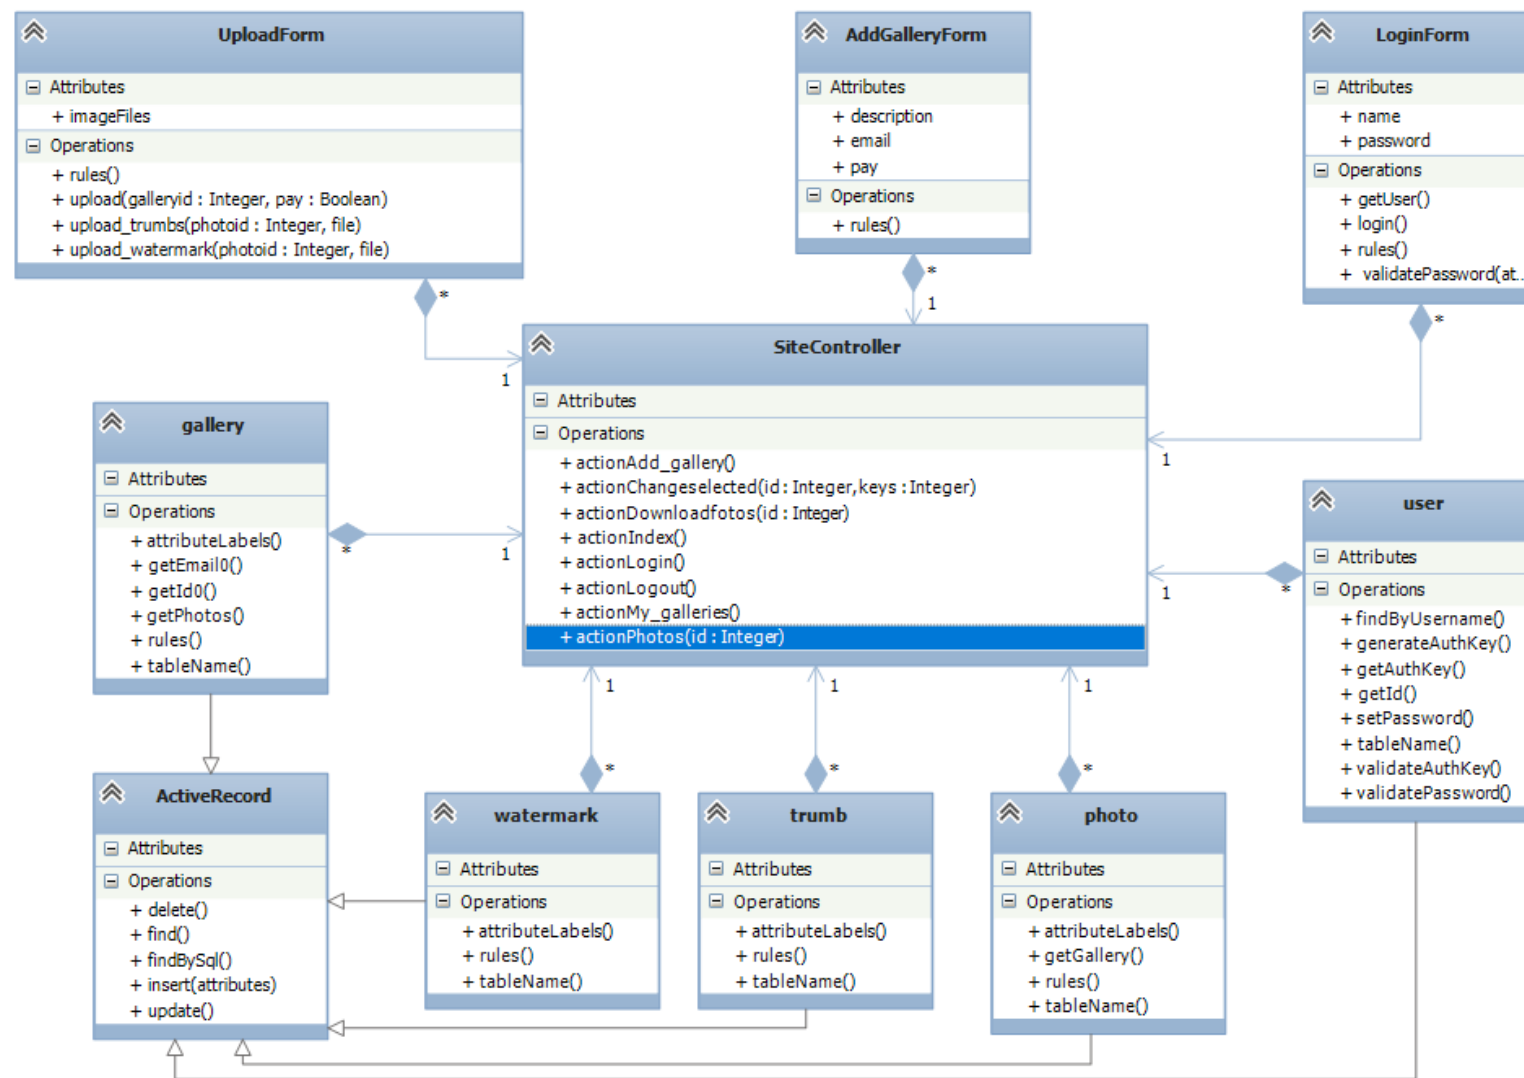 UploadForm
Attributes
+ imageFiles
Operations
+ rules()
+ upload(galleryid : Integer, pay : Boolean)
+ upload_trumbs(photoid : Integer, file)
+ upload_watermark(photoid : Integer, file)
*
1
AddGalleryForm
Attributes
+ description
+ email
+ pay
Operations
+ rules()
*
1
LoginForm
Attributes
+ name
+ password
Operations
+ getUser()
+ login()
+ rules()
+ validatePassword(at...
*
1
SiteController
Attributes
Operations
+ actionAdd_gallery()
+ actionChangeselected(id : Integer, keys : Integer)
+ actionDownloadfotos(id : Integer)
+ actionIndex()
+ actionLogin()
+ actionLogout()
+ actionMy_galleries()
+ actionPhotos(id : Integer)
gallery
Attributes
Operations
+ attributeLabels()
+ getEmail0()
+ getId0()
+ getPhotos()
+ rules()
+ tableName()
*
1
user
Attributes
Operations
+ findByUsername()
+ generateAuthKey()
+ getAuthKey()
+ getId()
+ setPassword()
+ tableName()
+ validateAuthKey()
+ validatePassword()
*
1
ActiveRecord
Attributes
Operations
+ delete()
+ find()
+ findBySql()
+ insert(attributes)
+ update()
1
*
watermark
Attributes
Operations
+ attributeLabels()
+ rules()
+ tableName()
1
*
trumb
Attributes
Operations
+ attributeLabels()
+ rules()
+ tableName()
1
*
photo
Attributes
Operations
+ attributeLabels()
+ getGallery()
+ rules()
+ tableName()